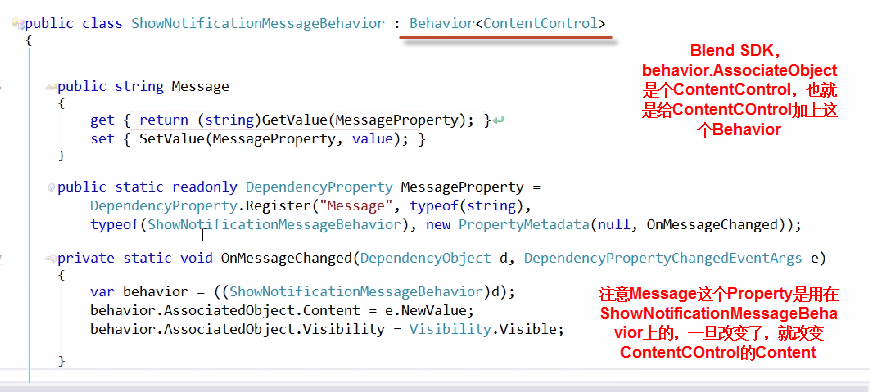 public class ShowNotificationMessageBehavior : Behavior<ContentControl>
{
Blend SDK,
behavior.AssociateObject
是个ContentControl，也就
是给ContentCOntrol加上这
个Behavior
public string Message
{
get { return (string)GetValue(MessageProperty); }
set { SetValue(MessageProperty, value); }
}
public static readonly DependencyProperty MessageProperty =
DependencyProperty.Register("Message", typeof(string),
typeof(ShowNotificationMessageBehavior), new PropertyMetadata(null, OnMessageChanged));
private static void OnMessageChanged(DependencyObject d, DependencyPropertyChangedEventArgs e)
{
var behavior = ((ShowNotificationMessageBehavior)d);
behavior.AssociatedObject.Content = e.NewValue;
behavior.AssociatedObject.Visibility = Visibility.Visible;
}
注意Message这个Property是用在
ShowNotificationMessageBeha
vior上的，一旦改变了，就改变
ContentCOntrol的Content